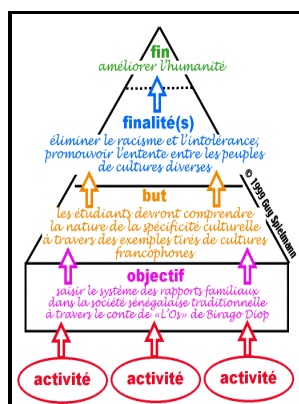 fin
améliorer l'humanité
finalité(s)
éliminer le racisme et l'intolérance;
promouvoir l'entente entre les peuples
de cultures diverses
but
les étudiants devront comprendre
la nature de la spécificité culturelle
à travers des exemples tirés de cultures
francophones
© 1999 Guy Spielmann
objectif
saisir le système des rapports familiaux
dans la société sénégalaise traditionnelle
à travers le conte de «L'Os» de Birago Diop
activité activité activité